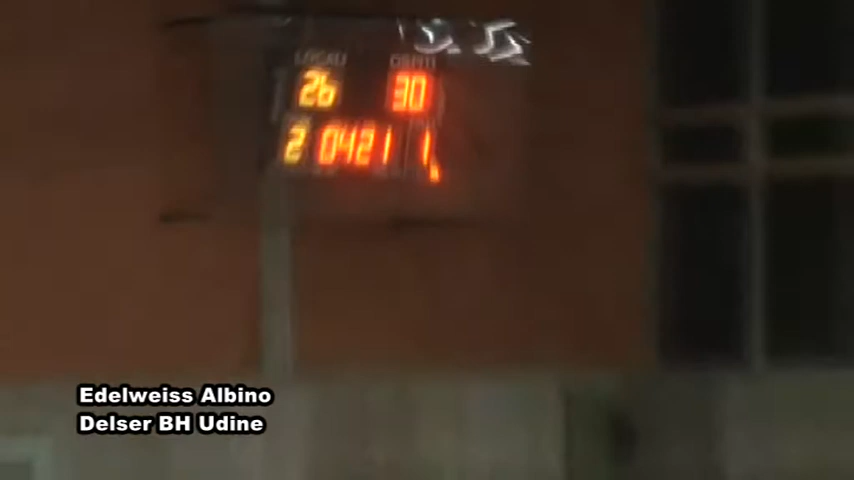 LOCALI OSPITI
26 30
2 0421 1
Edelweiss Albino
Delser BH Udine